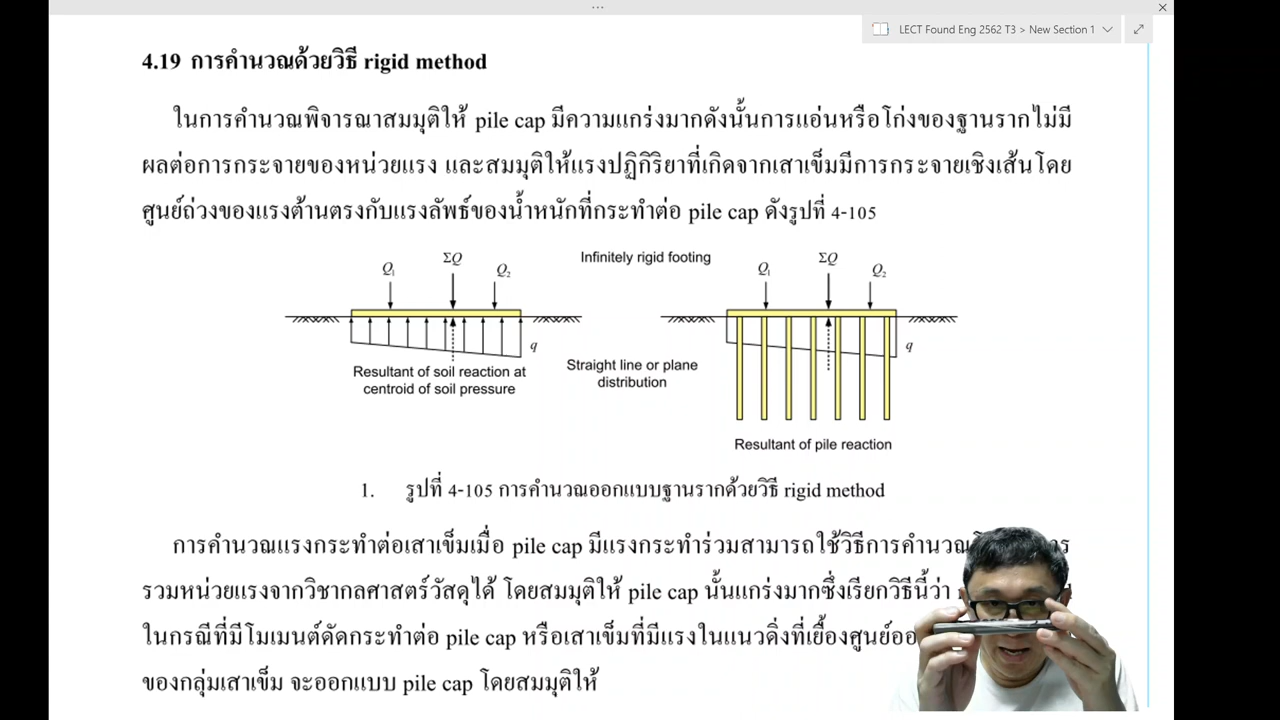 LECT Found Eng 2562 T3 > New Section 1
4.19 การคำนวณด้วยวิธี rigid method
ในการคำนวณพิจารณาสมมุติให้ pile cap มีความแกร่งมากดังนั้นการแอ่นหรือโก่งของฐานรากไม่มี
ผลต่อการกระจายของหน่วยแรง และสมมุติให้แรงปฏิกิริยาที่เกิดจากเสาเข็มมีการกระจายเชิงเส้นโดย
ศูนย์ถ่วงของแรงต้านตรงกับแรงลัพธ์ของน้ำหนักที่กระทำต่อ pile cap ดังรูปที่ 4-105
Q₁ ΣQ Q₂
Infinitely rigid footing
Q₁ ΣQ Q₂
q
q
Resultant of soil reaction at
centroid of soil pressure
Straight line or plane
distribution
Resultant of pile reaction
1. รูปที่ 4-105 การคำนวณออกแบบฐานรากด้วยวิธี rigid method
การคำนวณแรงกระทำต่อเสาเข็มเมื่อ pile cap มีแรงกระทำร่วมสามารถใช้วิธีการคำนวณ
รวมหน่วยแรงจากวิชากลศาสตร์วัสดุได้ โดยสมมุติให้ pile cap นั้นแกร่งมากซึ่งเรียกวิธีนี้ว่า
ในกรณีที่มีโมเมนต์ดัดกระทำต่อ pile cap หรือเสาเข็มที่มีแรงในแนวดิ่งที่เยื้องศูนย์ออ
ของกลุ่มเสาเข็ม จะออกแบบ pile cap โดยสมมุติให้